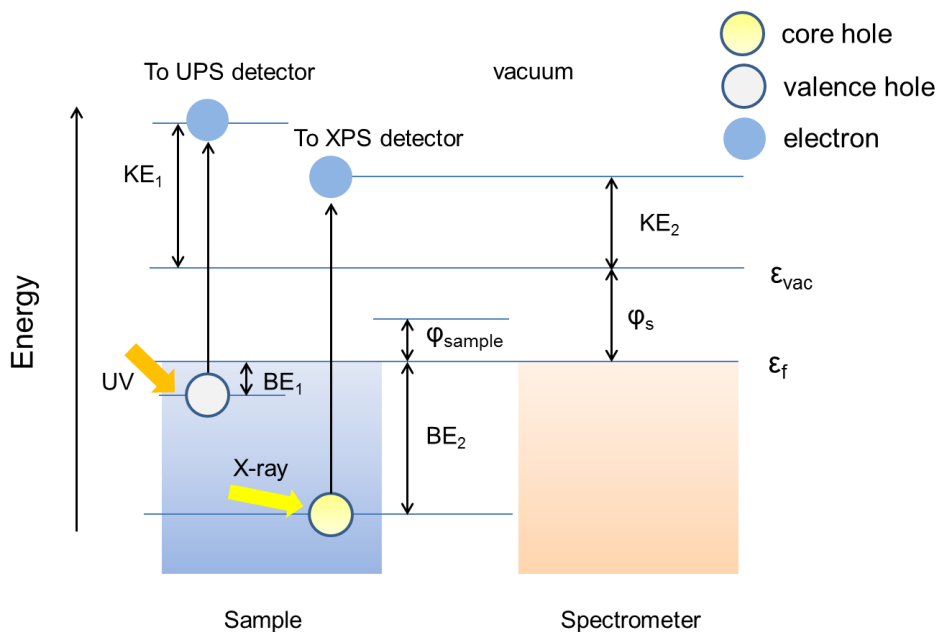 core hole
To UPS detector
vacuum
valence hole
To XPS detector
electron
KE₁
KE₂
Energy
εvac
φs
φsample
εf
UV
BE₁
BE₂
X-ray
Sample
Spectrometer